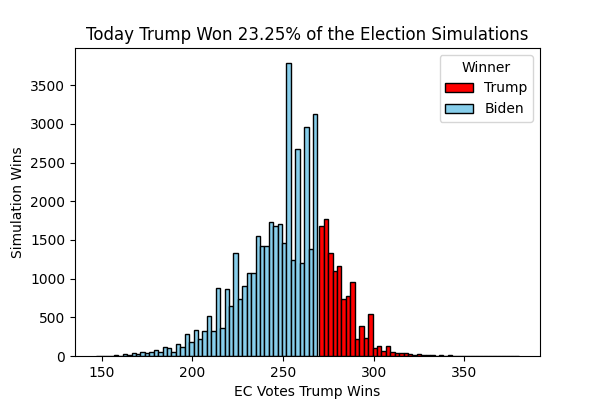 Today Trump Won 23.25% of the Election Simulations
Winner
Trump
Biden
Simulation Wins
3500
3000
2500
2000
1500
1000
500
0
150
200
250
300
350
EC Votes Trump Wins